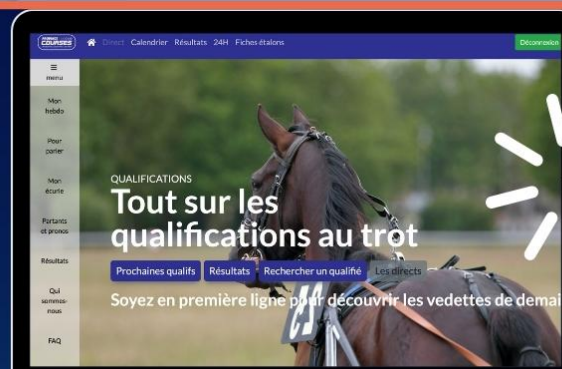 COURSES
Direct Calendrier Résultats 24H Fiches étalons
Déconnexion
menu
Mon
hebdo
Pour
parier
Mon
écurie
Partants
et pronos
Résultats
Qui
sommes-
nous
FAQ
QUALIFICATIONS
Tout sur les
qualifications au trot
Prochaines qualifs Résultats Rechercher un qualifié Les directs
Soyez en première ligne pour découvrir les vedettes de demai